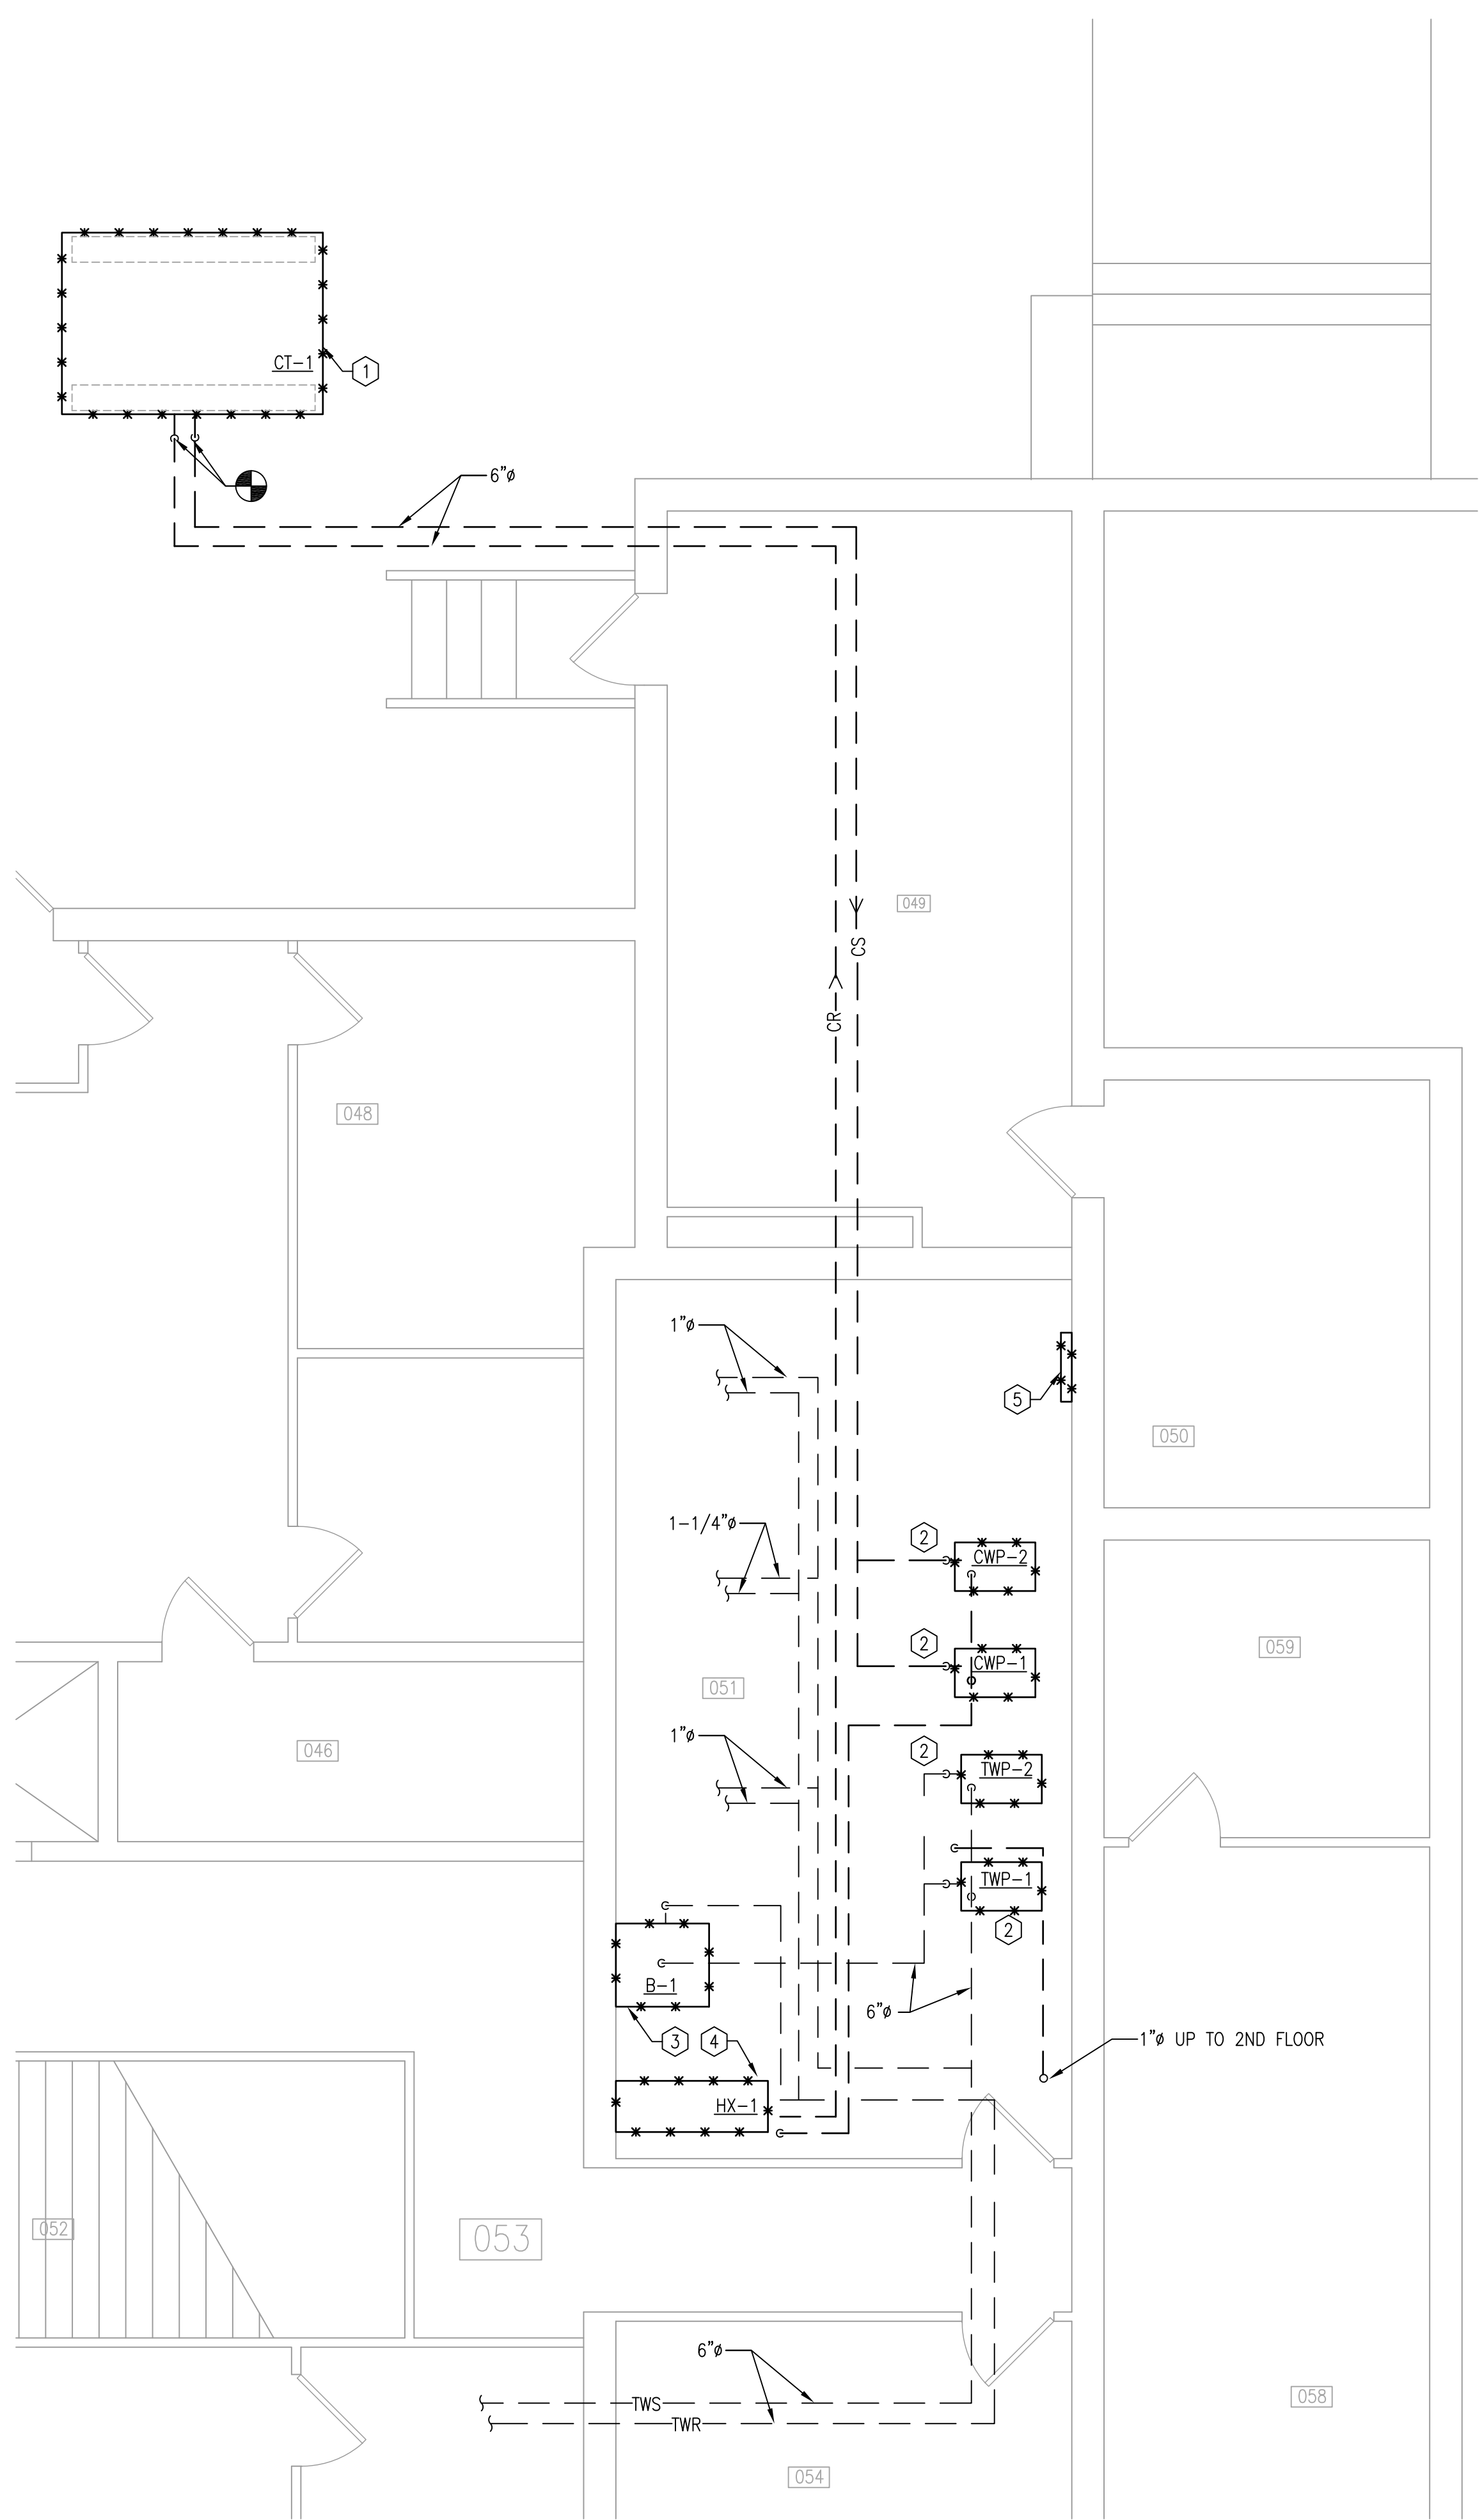 CT-1
1
6"ø
049
CS
CR
048
1"ø
5
050
1-1/4"ø
2
CWP-2
2
CWP-1
059
051
1"ø
046
2
TWP-2
TWP-1
2
B-1
6"ø
3
4
1"ø UP TO 2ND FLOOR
HX-1
052
053
6"ø
TWS
TWR
058
054